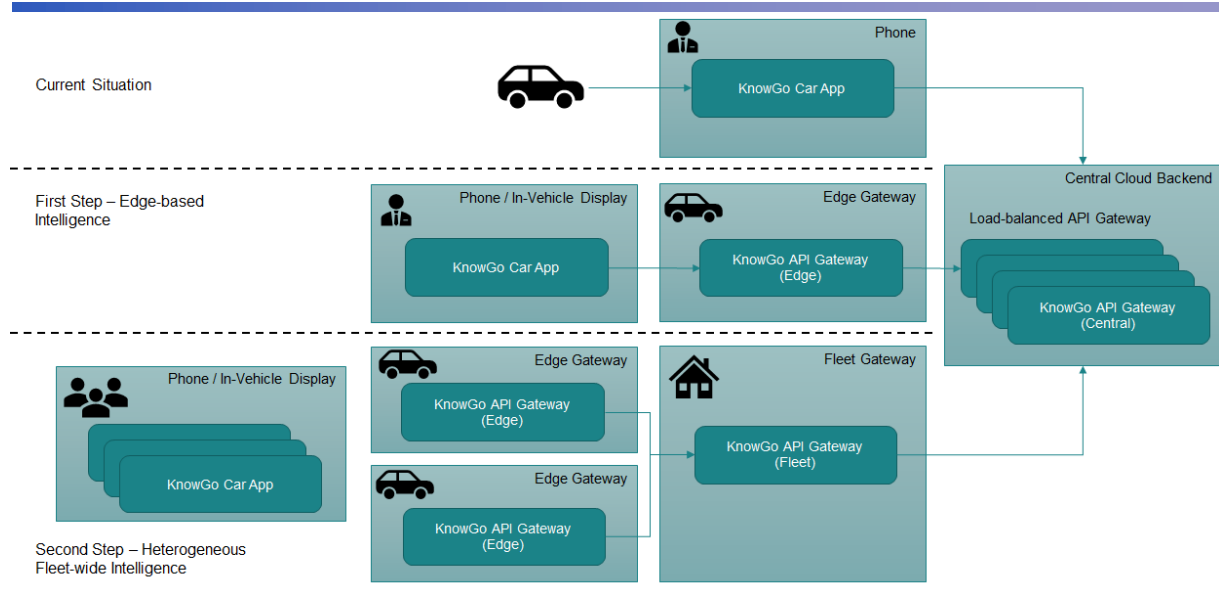 Current Situation
Phone
KnowGo Car App
First Step – Edge-based
Intelligence
Phone / In-Vehicle Display
KnowGo Car App
Edge Gateway
KnowGo API Gateway
(Edge)
Central Cloud Backend
Load-balanced API Gateway
KnowGo API Gateway
(Central)
Phone / In-Vehicle Display
KnowGo Car App
Edge Gateway
KnowGo API Gateway
(Edge)
Edge Gateway
KnowGo API Gateway
(Edge)
Fleet Gateway
KnowGo API Gateway
(Fleet)
Second Step – Heterogeneous
Fleet-wide Intelligence